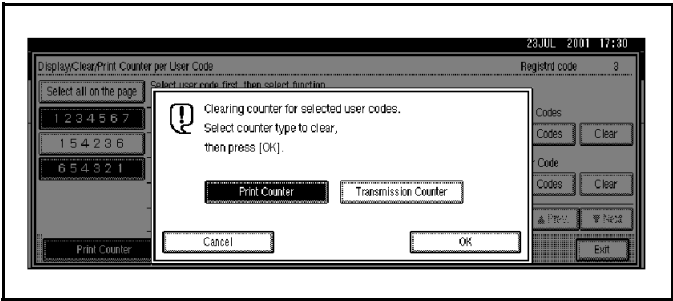 23JUL 2001 17:30
Display/Clear/Print Counter per User Code
Registrd code 3
Select all on the page
Select user code first, then select function.
1234567
154236
654321
Clearing counter for selected user codes.
Select counter type to clear,
then press [OK].
Print Counter
Transmission Counter
Cancel
OK
Codes
Codes
Clear
Code
Codes
Clear
▲ Prev.
▼ Next
Print Counter
Exit